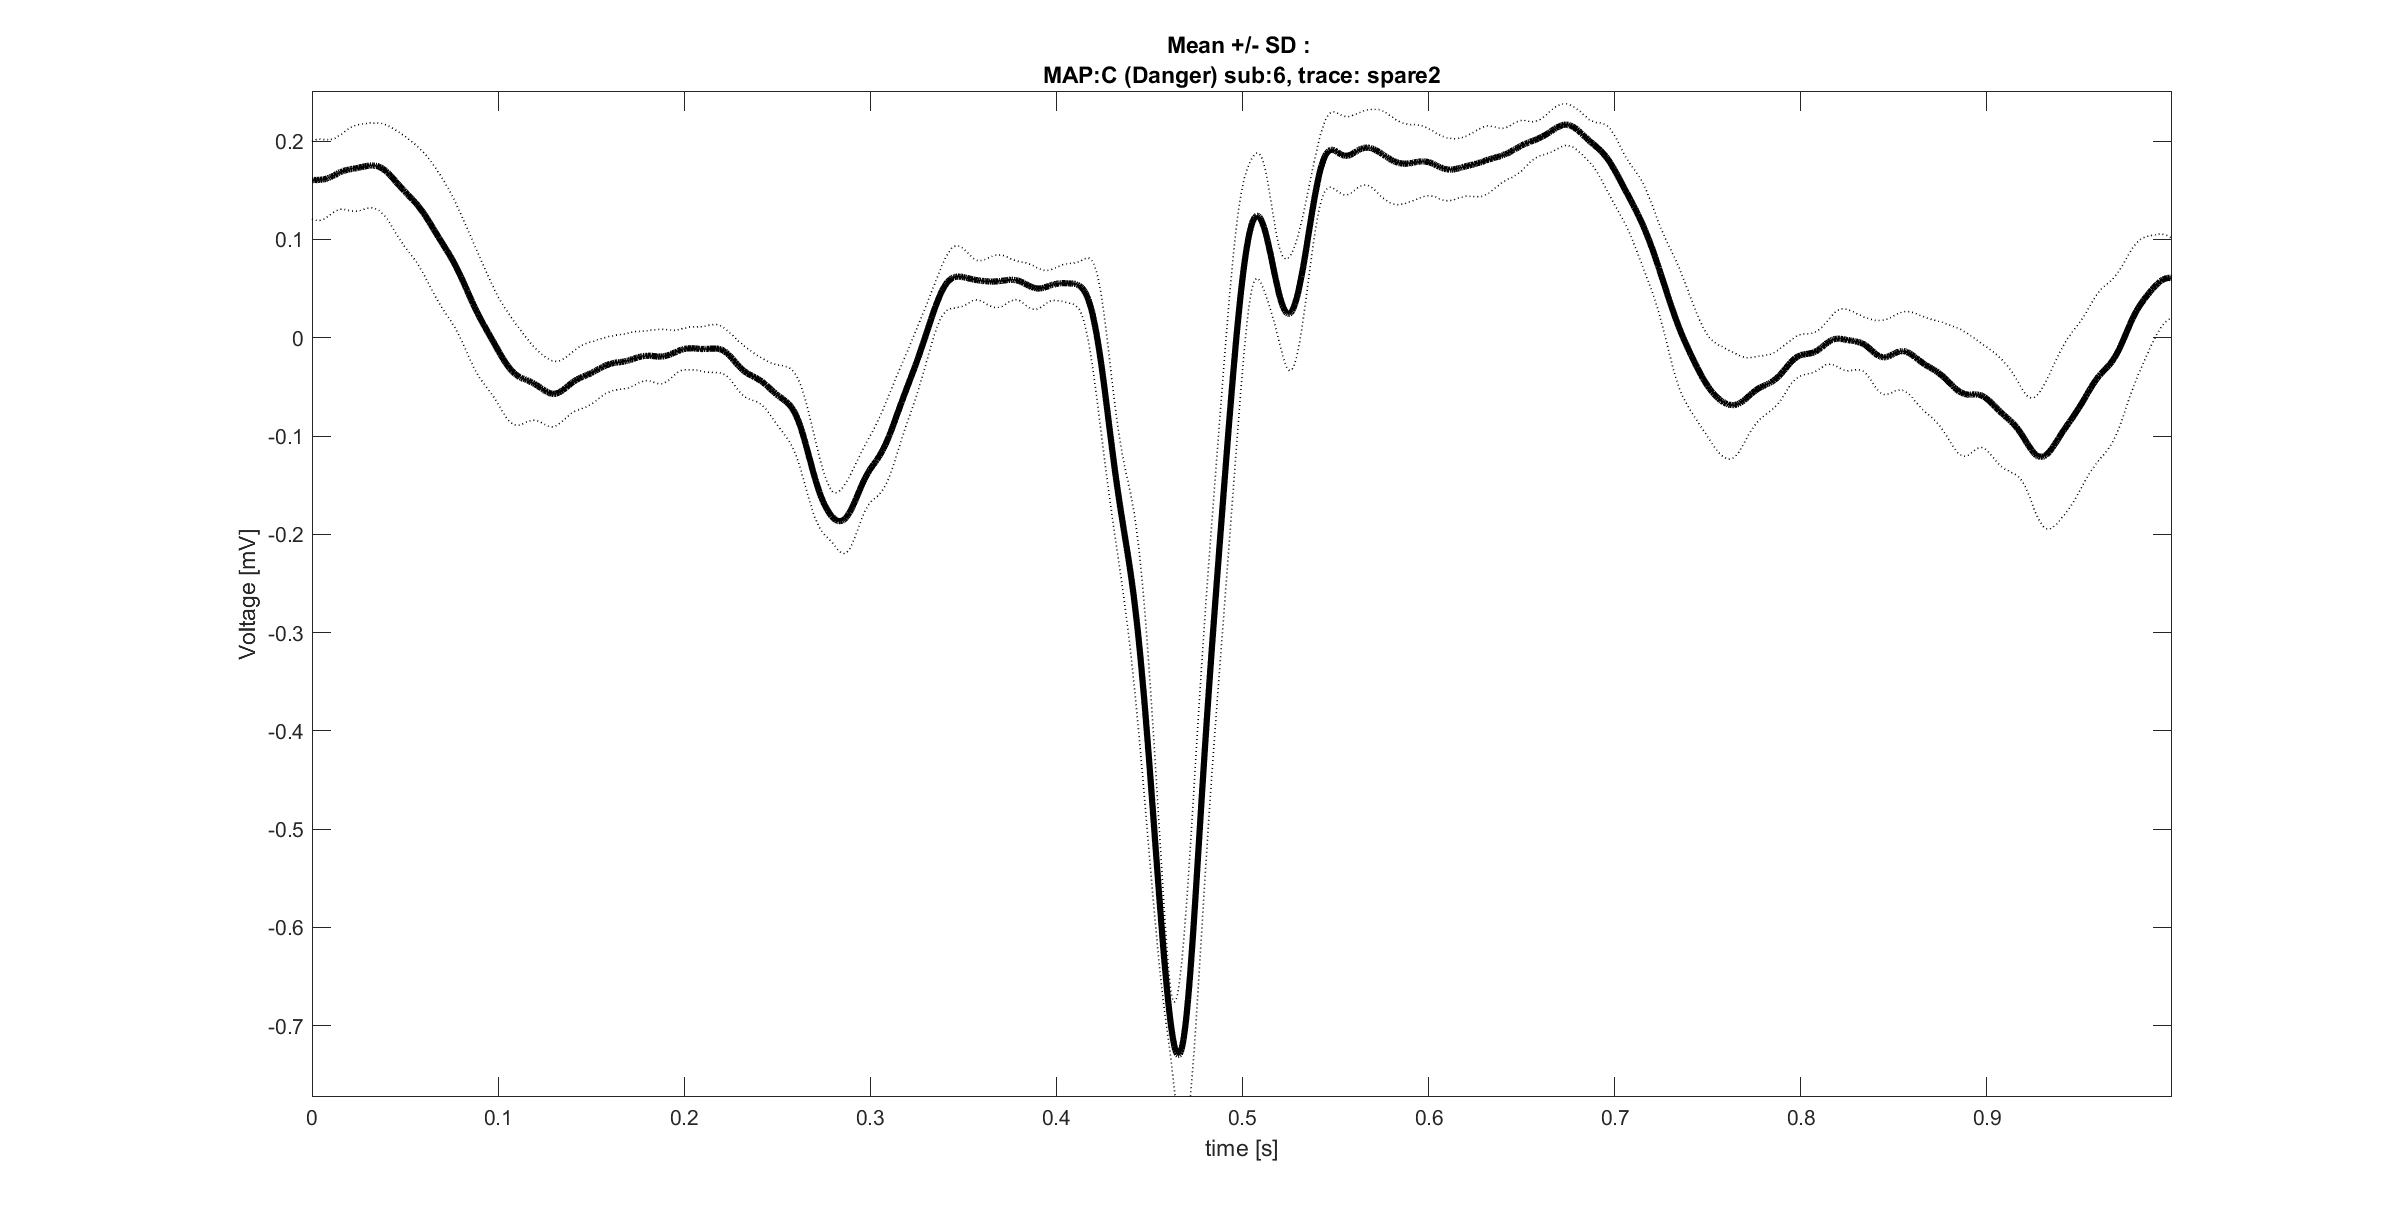 Mean +/- SD :
MAP:C (Danger) sub:6, trace: spare2
0.2
0.1
0
-0.1
-0.2
-0.3
-0.4
-0.5
-0.6
-0.7
Voltage [mV]
0 0.1 0.2 0.3 0.4 0.5 0.6 0.7 0.8 0.9
time [s]